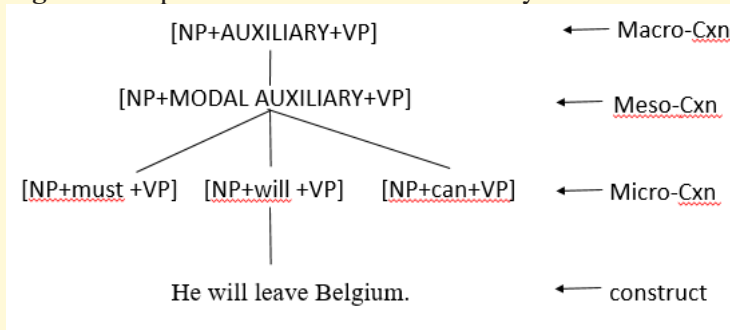 [NP+AUXILIARY+VP] Macro-Cxn
[NP+MODAL AUXILIARY+VP] Meso-Cxn
[NP+must +VP] [NP+will +VP] [NP+can+VP] Micro-Cxn
He will leave Belgium. construct